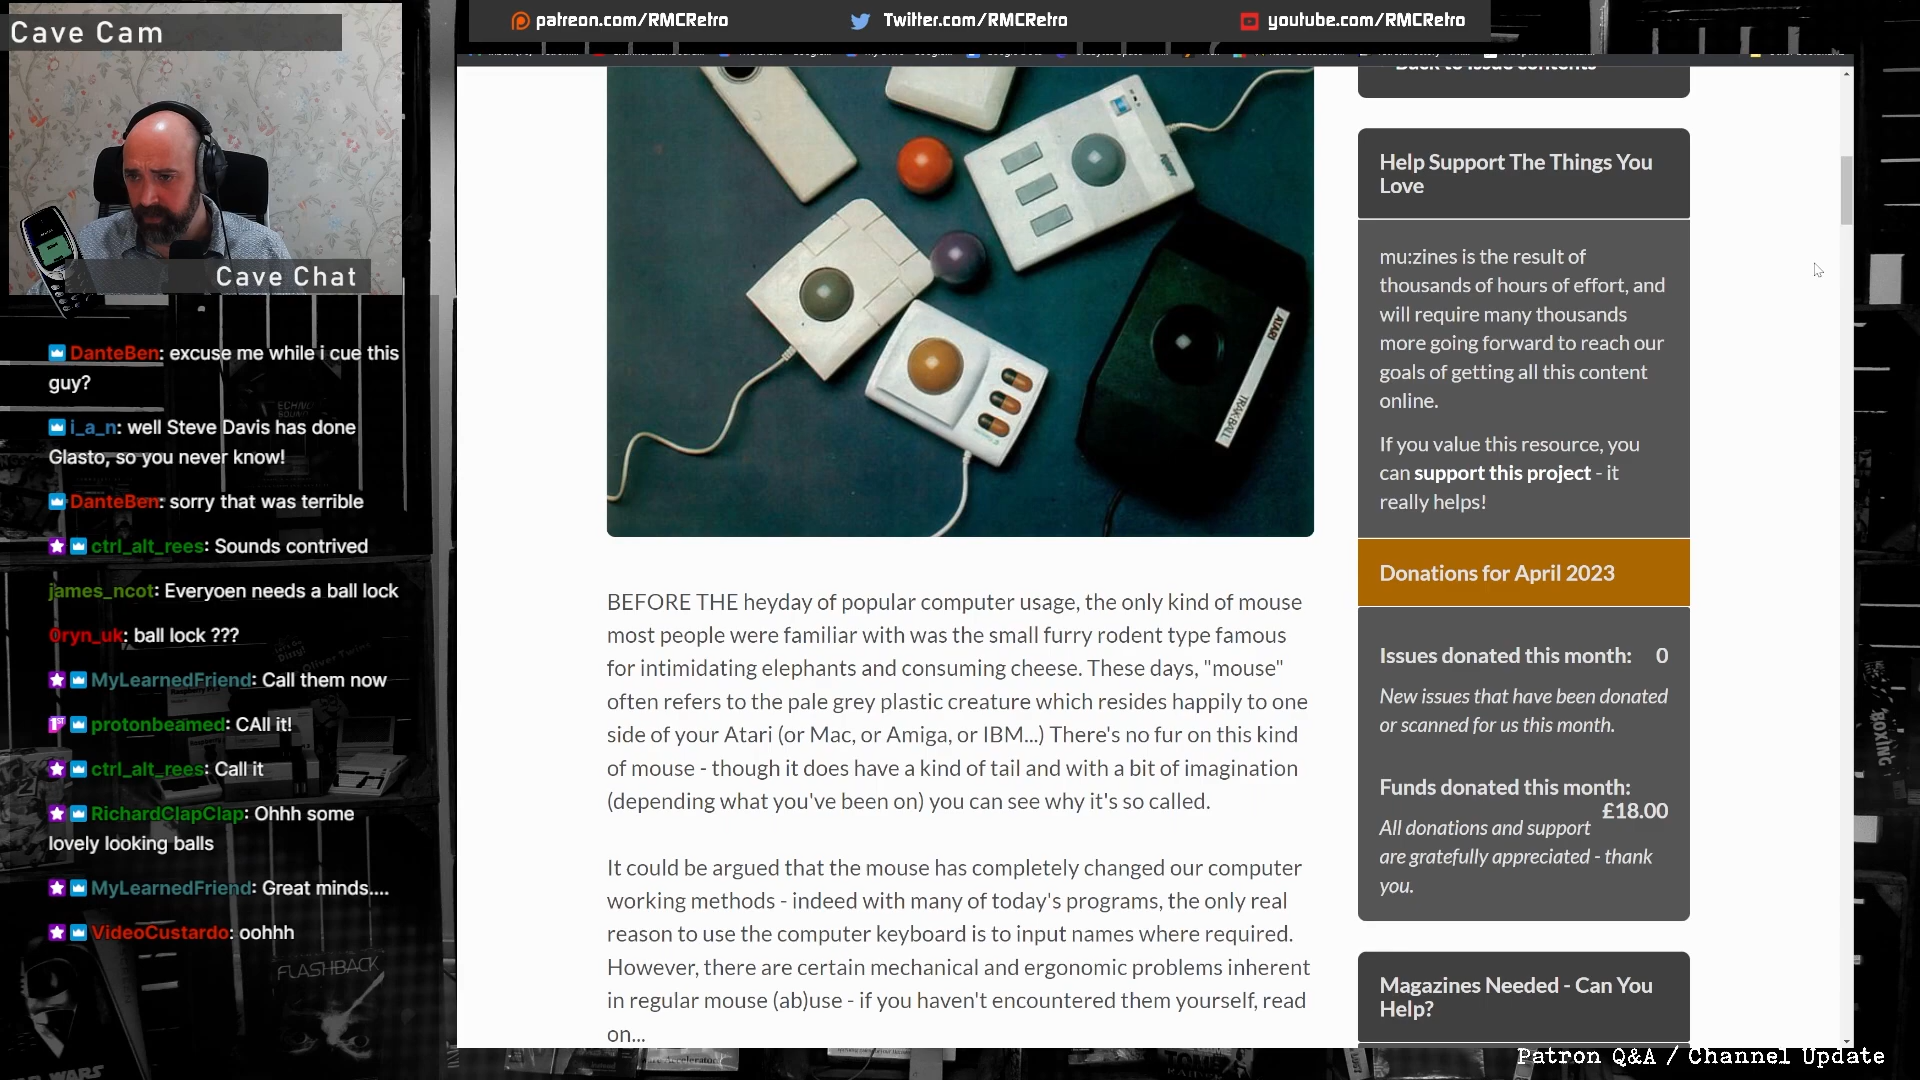 Cave Cam
patreon.com/RMCRetro
Twitter.com/RMCRetro
youtube.com/RMCRetro
Cave Chat
DanteBen: excuse me while i cue this
guy?
i_a_n: well Steve Davis has done
Glasto, so you never know!
DanteBen: sorry that was terrible
ctrl_alt_rees: Sounds contrived
james_ncot: Everyoen needs a ball lock
0ryn_uk: ball lock ???
MyLearnedFriend: Call them now
protonbeamed: CAll it!
ctrl_alt_rees: Call it
RichardClapClap: Ohhh some
lovely looking balls
MyLearnedFriend: Great minds....
VideoCustardo: oohhh
FLASHBACK
ATARI
TRAK-BALL
BEFORE THE heyday of popular computer usage, the only kind of mouse
most people were familiar with was the small furry rodent type famous
for intimidating elephants and consuming cheese. These days, "mouse"
often refers to the pale grey plastic creature which resides happily to one
side of your Atari (or Mac, or Amiga, or IBM...) There's no fur on this kind
of mouse - though it does have a kind of tail and with a bit of imagination
(depending what you've been on) you can see why it's so called.
It could be argued that the mouse has completely changed our computer
working methods - indeed with many of today's programs, the only real
reason to use the computer keyboard is to input names where required.
However, there are certain mechanical and ergonomic problems inherent
in regular mouse (ab)use - if you haven't encountered them yourself, read
on...
Back to issue contents
Help Support The Things You
Love
mu:zines is the result of
thousands of hours of effort, and
will require many thousands
more going forward to reach our
goals of getting all this content
online.
If you value this resource, you
can support this project - it
really helps!
Donations for April 2023
Issues donated this month: 0
New issues that have been donated
or scanned for us this month.
Funds donated this month:
£18.00
All donations and support
are gratefully appreciated - thank
you.
Magazines Needed - Can You
Help?
BOXING
Patron Q&A / Channel Update